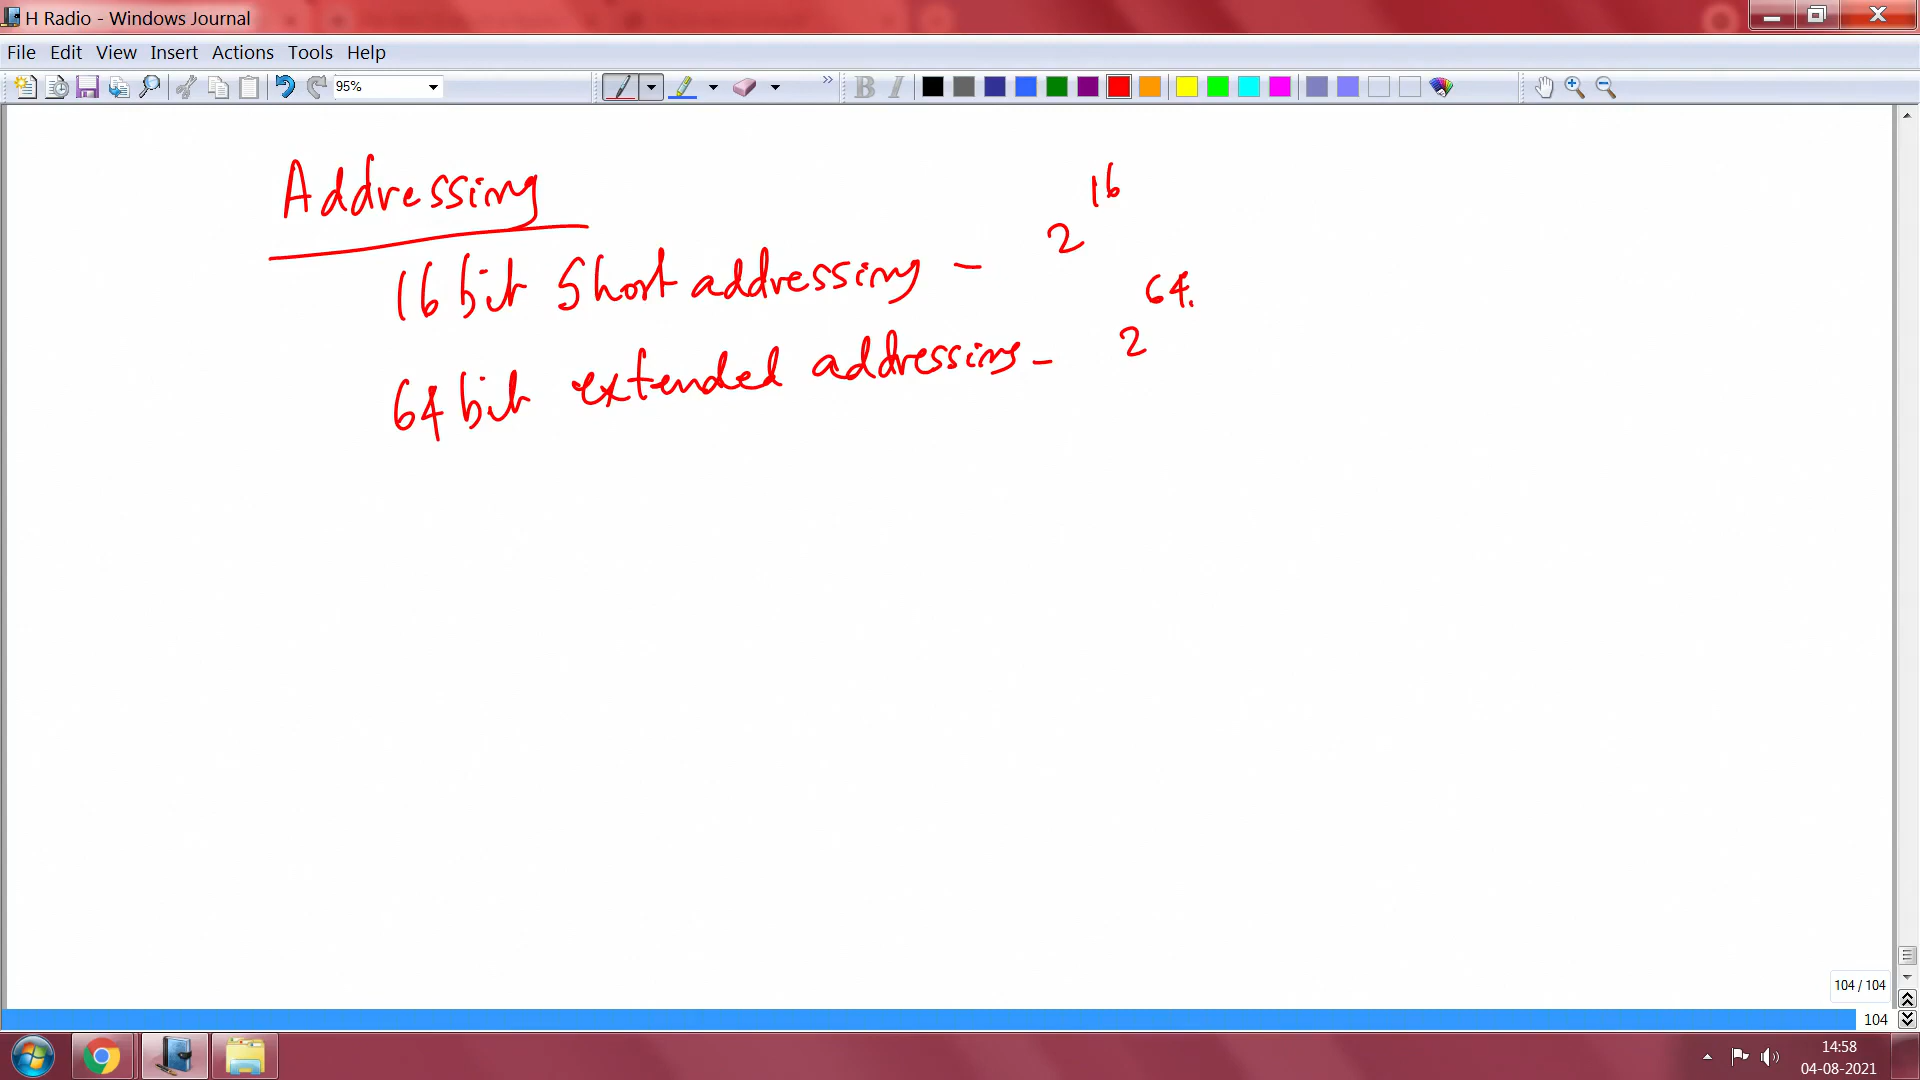 H Radio - Windows Journal
File Edit View Insert Actions Tools Help
95%
B I
Addressing
16 bit Short addressing - 2^16
64 bit extended addressing - 2^64.
104 / 104
104
14:58
04-08-2021